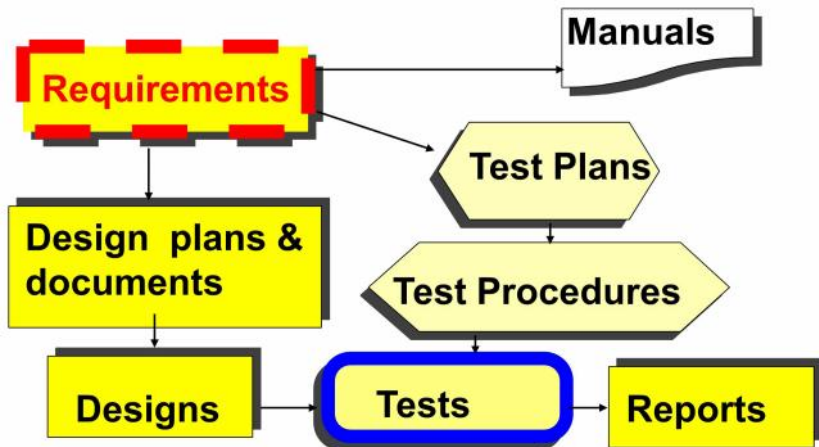 Manuals
Requirements
Test Plans
Design plans &
documents
Test Procedures
Designs
Tests
Reports